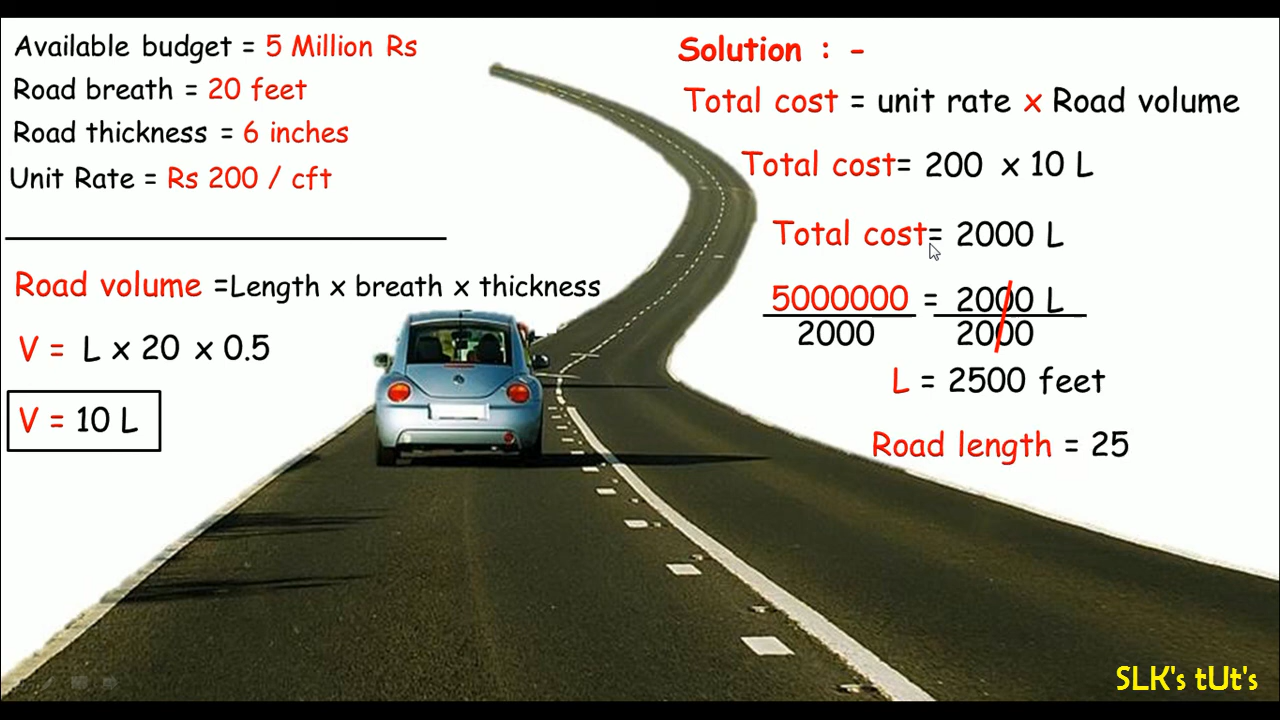 Available budget = 5 Million Rs
Road breath = 20 feet
Road thickness = 6 inches
Unit Rate = Rs 200 / cft
Road volume =Length x breath x thickness
V = L x 20 x 0.5
V = 10 L
Solution : -
Total cost = unit rate x Road volume
Total cost= 200 x 10 L
Total cost= 2000 L
5000000 = 2000 L
2000 2000
L = 2500 feet
Road length = 25
SLK's tUt's